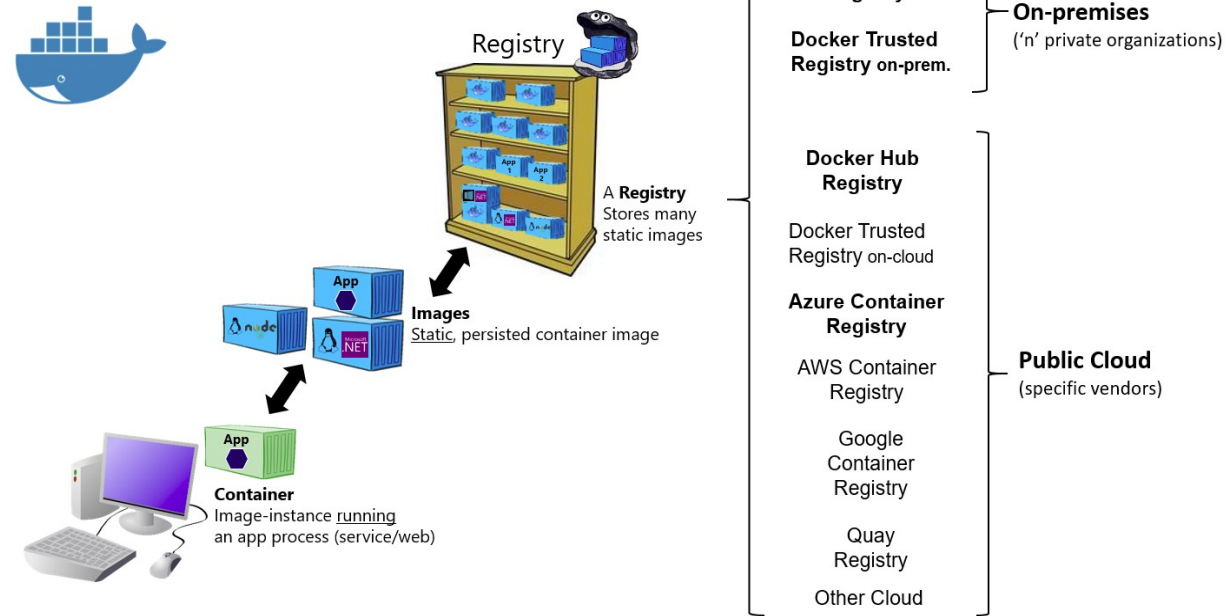 Registry
App
1
App
2
.NET
.NET
node
A Registry
Stores many
static images
App
node
Microsoft
.NET
Images
Static, persisted container image
App
Container
Image-instance running
an app process (service/web)
Docker Trusted
Registry on-prem.
On-premises
('n' private organizations)
Docker Hub
Registry
Docker Trusted
Registry on-cloud
Azure Container
Registry
AWS Container
Registry
Google
Container
Registry
Quay
Registry
Other Cloud
Public Cloud
(specific vendors)